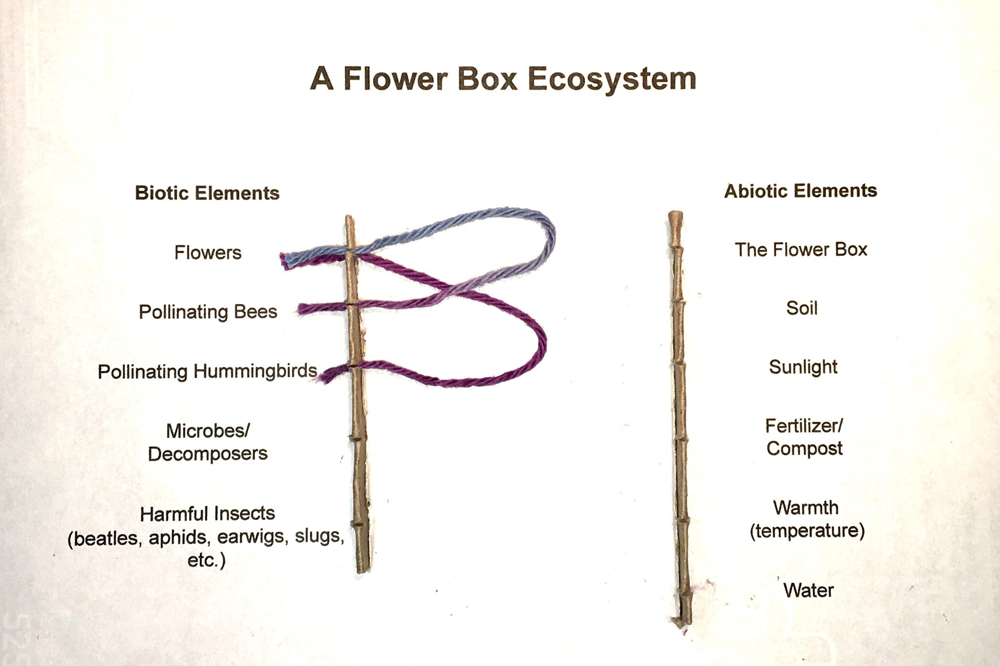 A Flower Box Ecosystem
Biotic Elements
Flowers
Pollinating Bees
Pollinating Hummingbirds
Microbes/
Decomposers
Harmful Insects
(beatles, aphids, earwigs, slugs,
etc.)
Abiotic Elements
The Flower Box
Soil
Sunlight
Fertilizer/
Compost
Warmth
(temperature)
Water